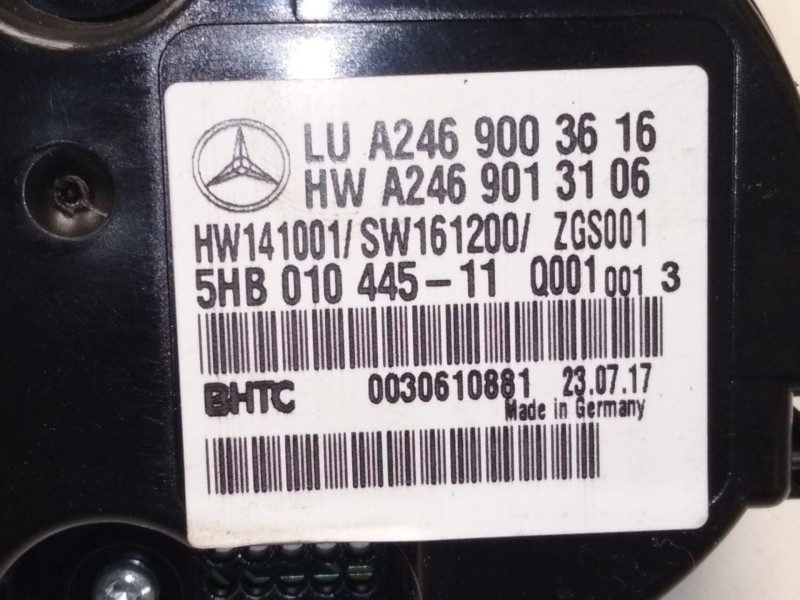 LU A246 900 36 16
HW A246 901 31 06
HW141001/ SW161200/ ZGS001
5HB 010 445-11 Q001 001 3
BHTC 0030610881 23.07.17
Made in Germany